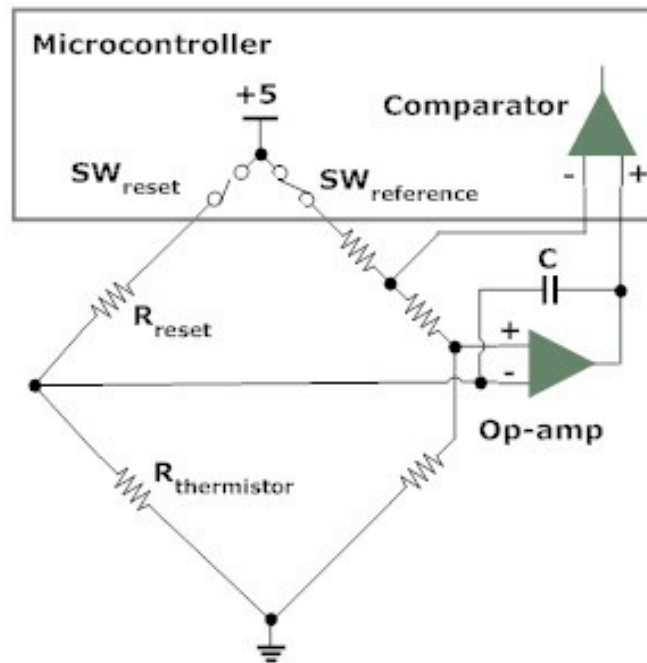 Microcontroller
+5
Comparator
SWreset
SWreference
- +
C
Rreset
+
-
Op-amp
Rthermistor